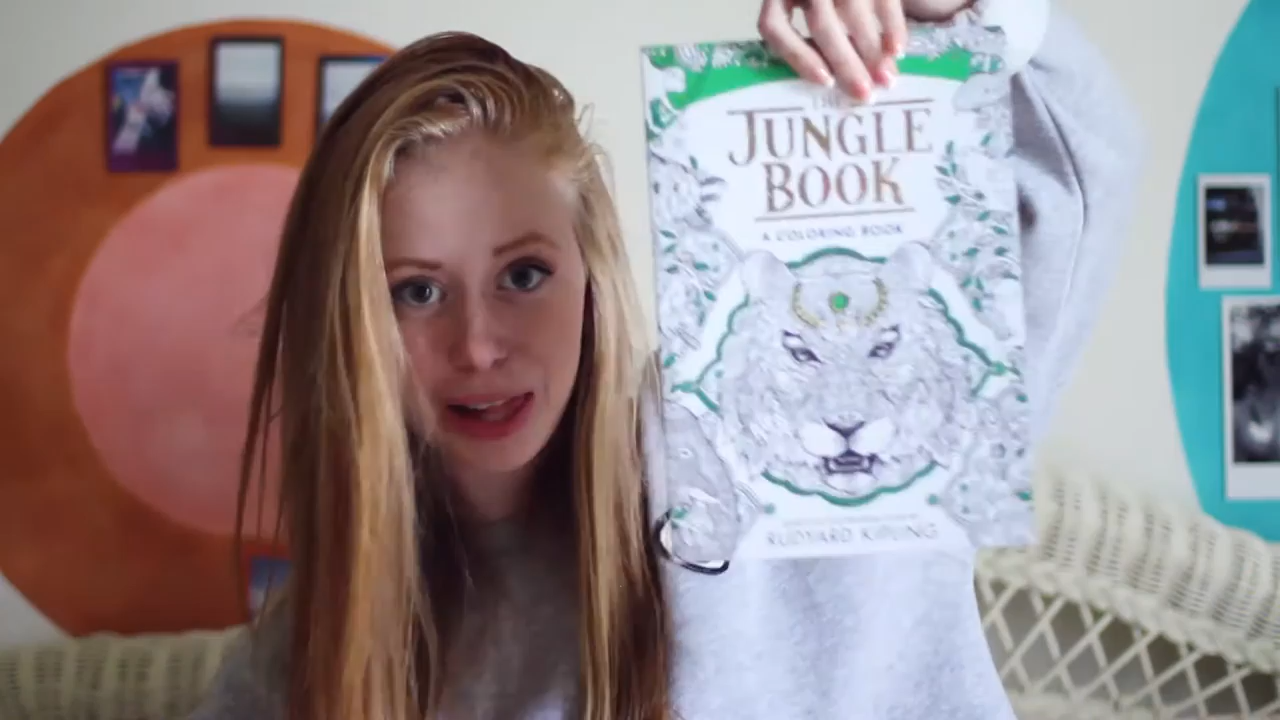 THE
JUNGLE
BOOK
A COLORING BOOK
RUDYARD KIPLING